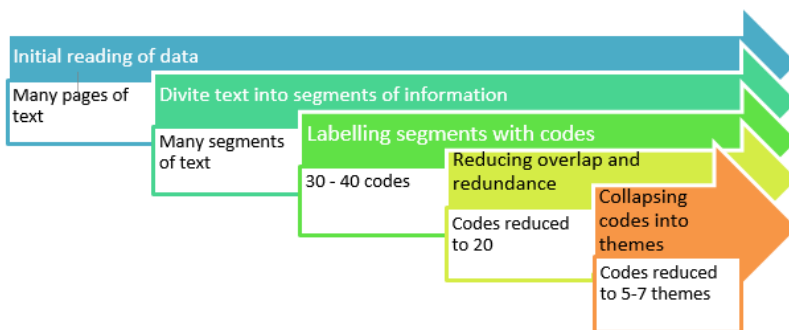 Initial reading of data
Many pages of
text
Divite text into segments of information
Many segments
of text
Labelling segments with codes
30 - 40 codes
Reducing overlap and
redundance
Codes reduced
to 20
Collapsing
codes into
themes
Codes reduced
to 5-7 themes